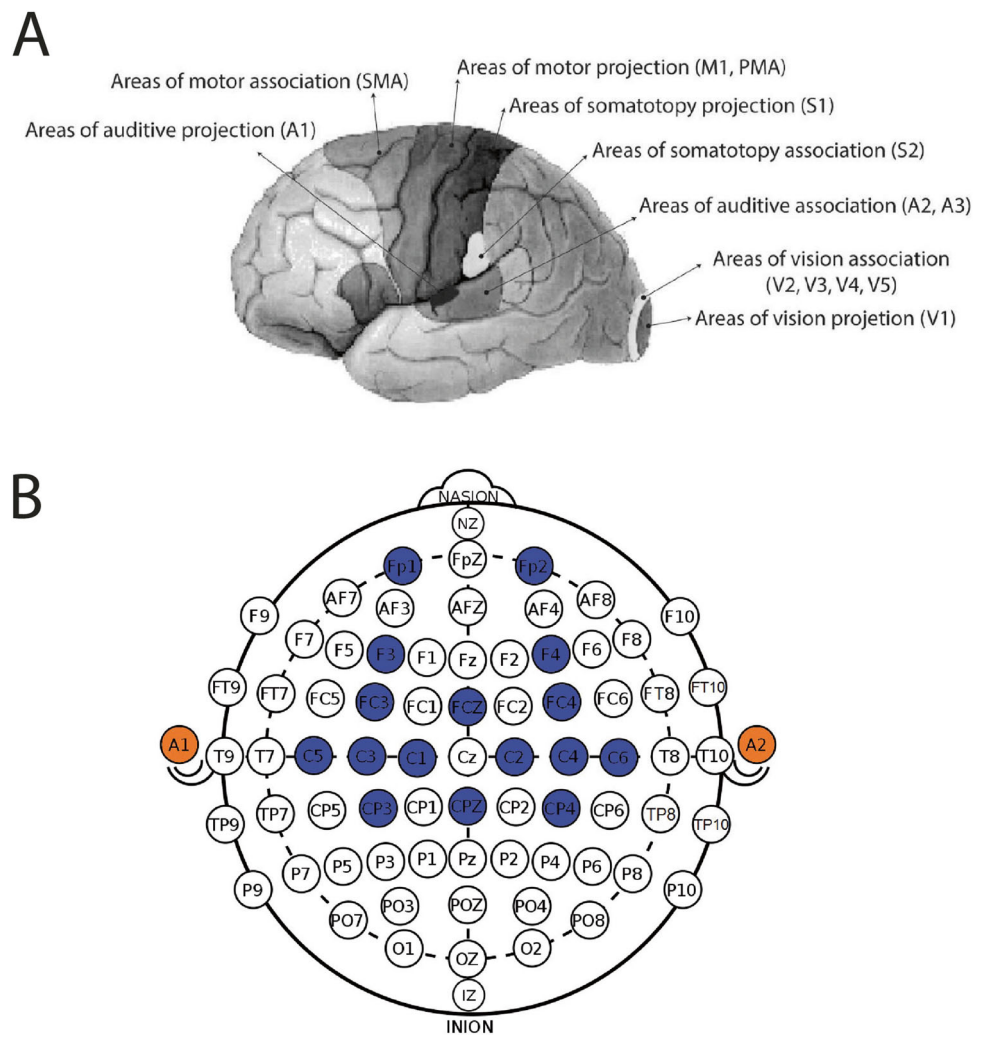 A
Areas of motor association (SMA)
Areas of motor projection (M1, PMA)
Areas of somatotopy projection (S1)
Areas of auditive projection (A1)
Areas of somatotopy association (S2)
Areas of auditive association (A2, A3)
Areas of vision association
(V2, V3, V4, V5)
Areas of vision projetion (V1)
B
NASION
NZ
Fp1 FpZ Fp2
AF7 AF3 AFZ AF4 AF8
F9 F7 F5 F3 F1 Fz F2 F4 F6 F8 F10
FT9 FT7 FC5 FC3 FC1 FCZ FC2 FC4 FC6 FT8 FT10
A1 T9 T7 C5 C3 C1 Cz C2 C4 C6 T8 T10 A2
TP9 TP7 CP5 CP3 CP1 CPZ CP2 CP4 CP6 TP8 TP10
P9 P7 P5 P3 P1 Pz P2 P4 P6 P8 P10
PO7 PO3 POZ PO4 PO8
O1 OZ O2
IZ
INION